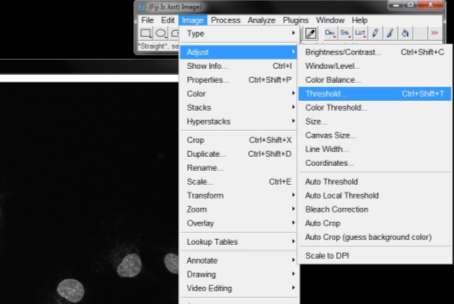 (Fiji Is Just) ImageJ
File Edit Image Process Analyze Plugins Window Help
"Straight", se
Type
Adjust
Show Info... Ctrl+I
Properties... Ctrl+Shift+P
Color
Stacks
Hyperstacks
Crop Ctrl+Shift+X
Duplicate... Ctrl+Shift+D
Rename...
Scale... Ctrl+E
Transform
Zoom
Overlay
Lookup Tables
Annotate
Drawing
Video Editing
Brightness/Contrast... Ctrl+Shift+C
Window/Level...
Color Balance...
Threshold... Ctrl+Shift+T
Color Threshold...
Size...
Canvas Size...
Line Width...
Coordinates...
Auto Threshold
Auto Local Threshold
Bleach Correction
Auto Crop
Auto Crop (guess background color)
Scale to DPI